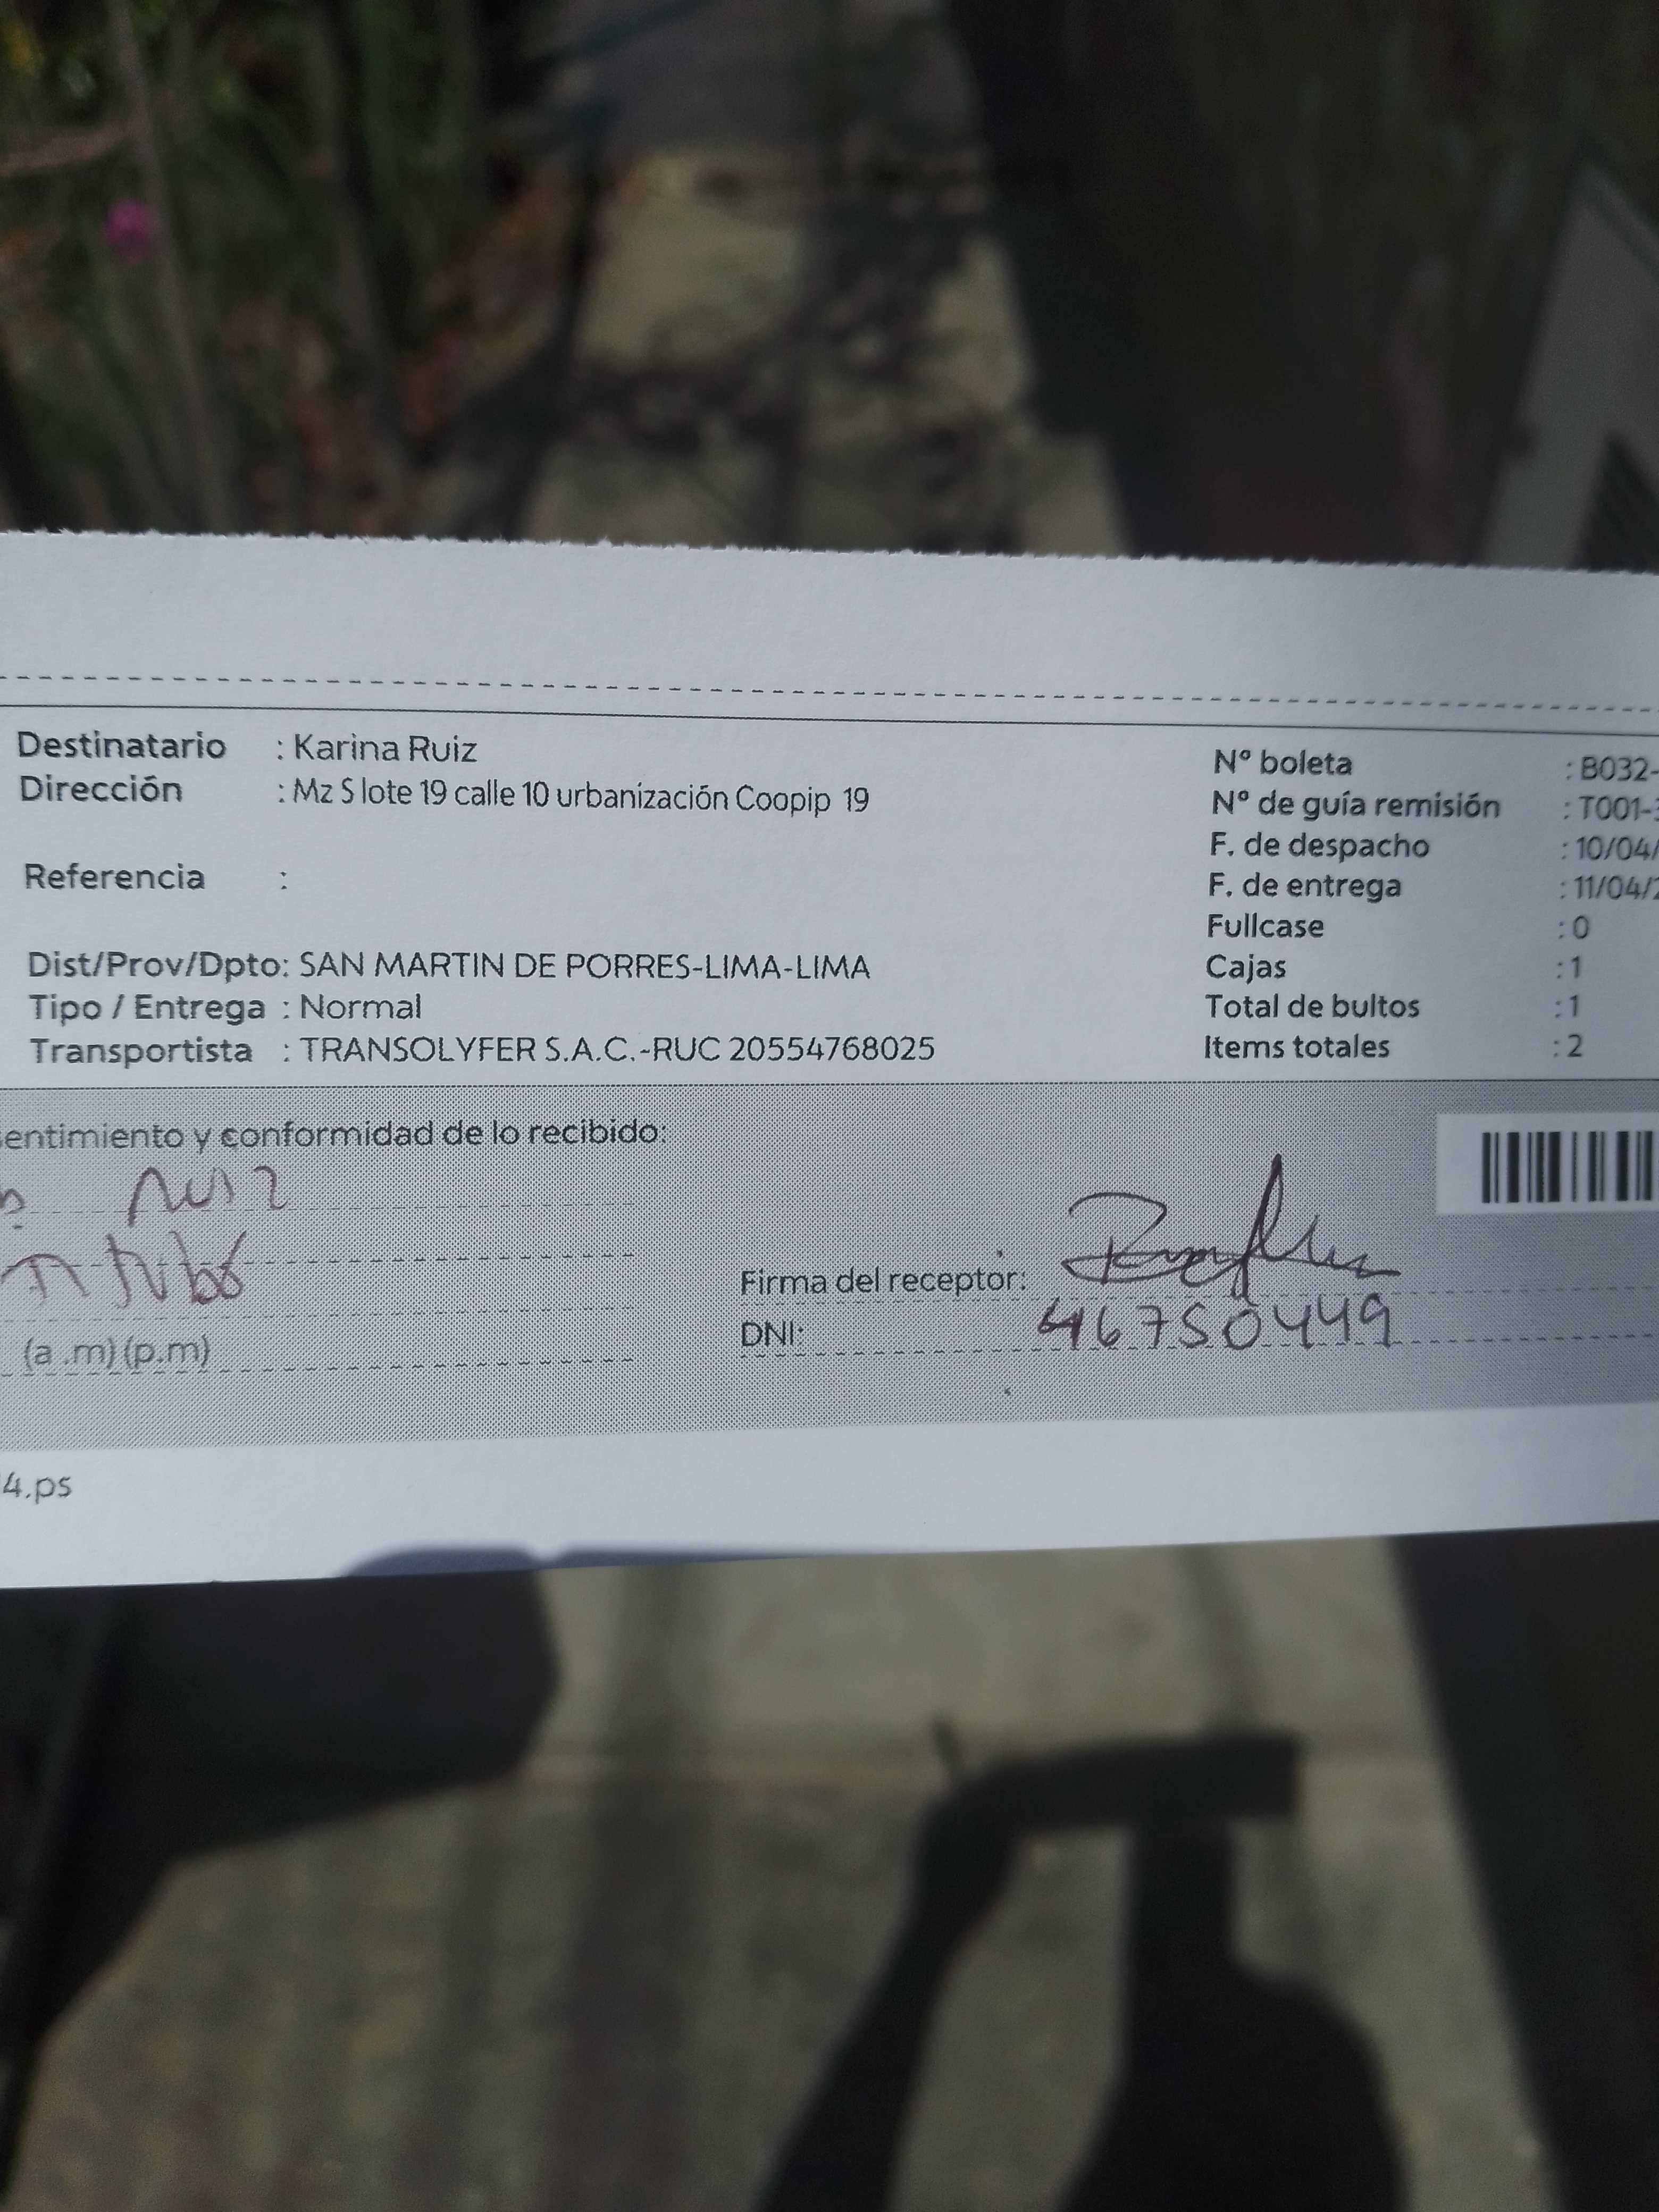 Destinatario : Karina Ruiz
Dirección : Mz S lote 19 calle 10 urbanización Coopip 19
Referencia :
Dist/Prov/Dpto: SAN MARTIN DE PORRES-LIMA-LIMA
Tipo / Entrega : Normal
Transportista : TRANSOLYFER S.A.C.-RUC 20554768025
N° boleta : B032-
N° de guía remisión : T001-
F. de despacho : 10/04/
F. de entrega : 11/04/
Fullcase : 0
Cajas : 1
Total de bultos : 1
Items totales : 2
sentimiento y conformidad de lo recibido:
Ruiz
(a .m) (p.m)
Firma del receptor:
DNI: 46750449
4.ps